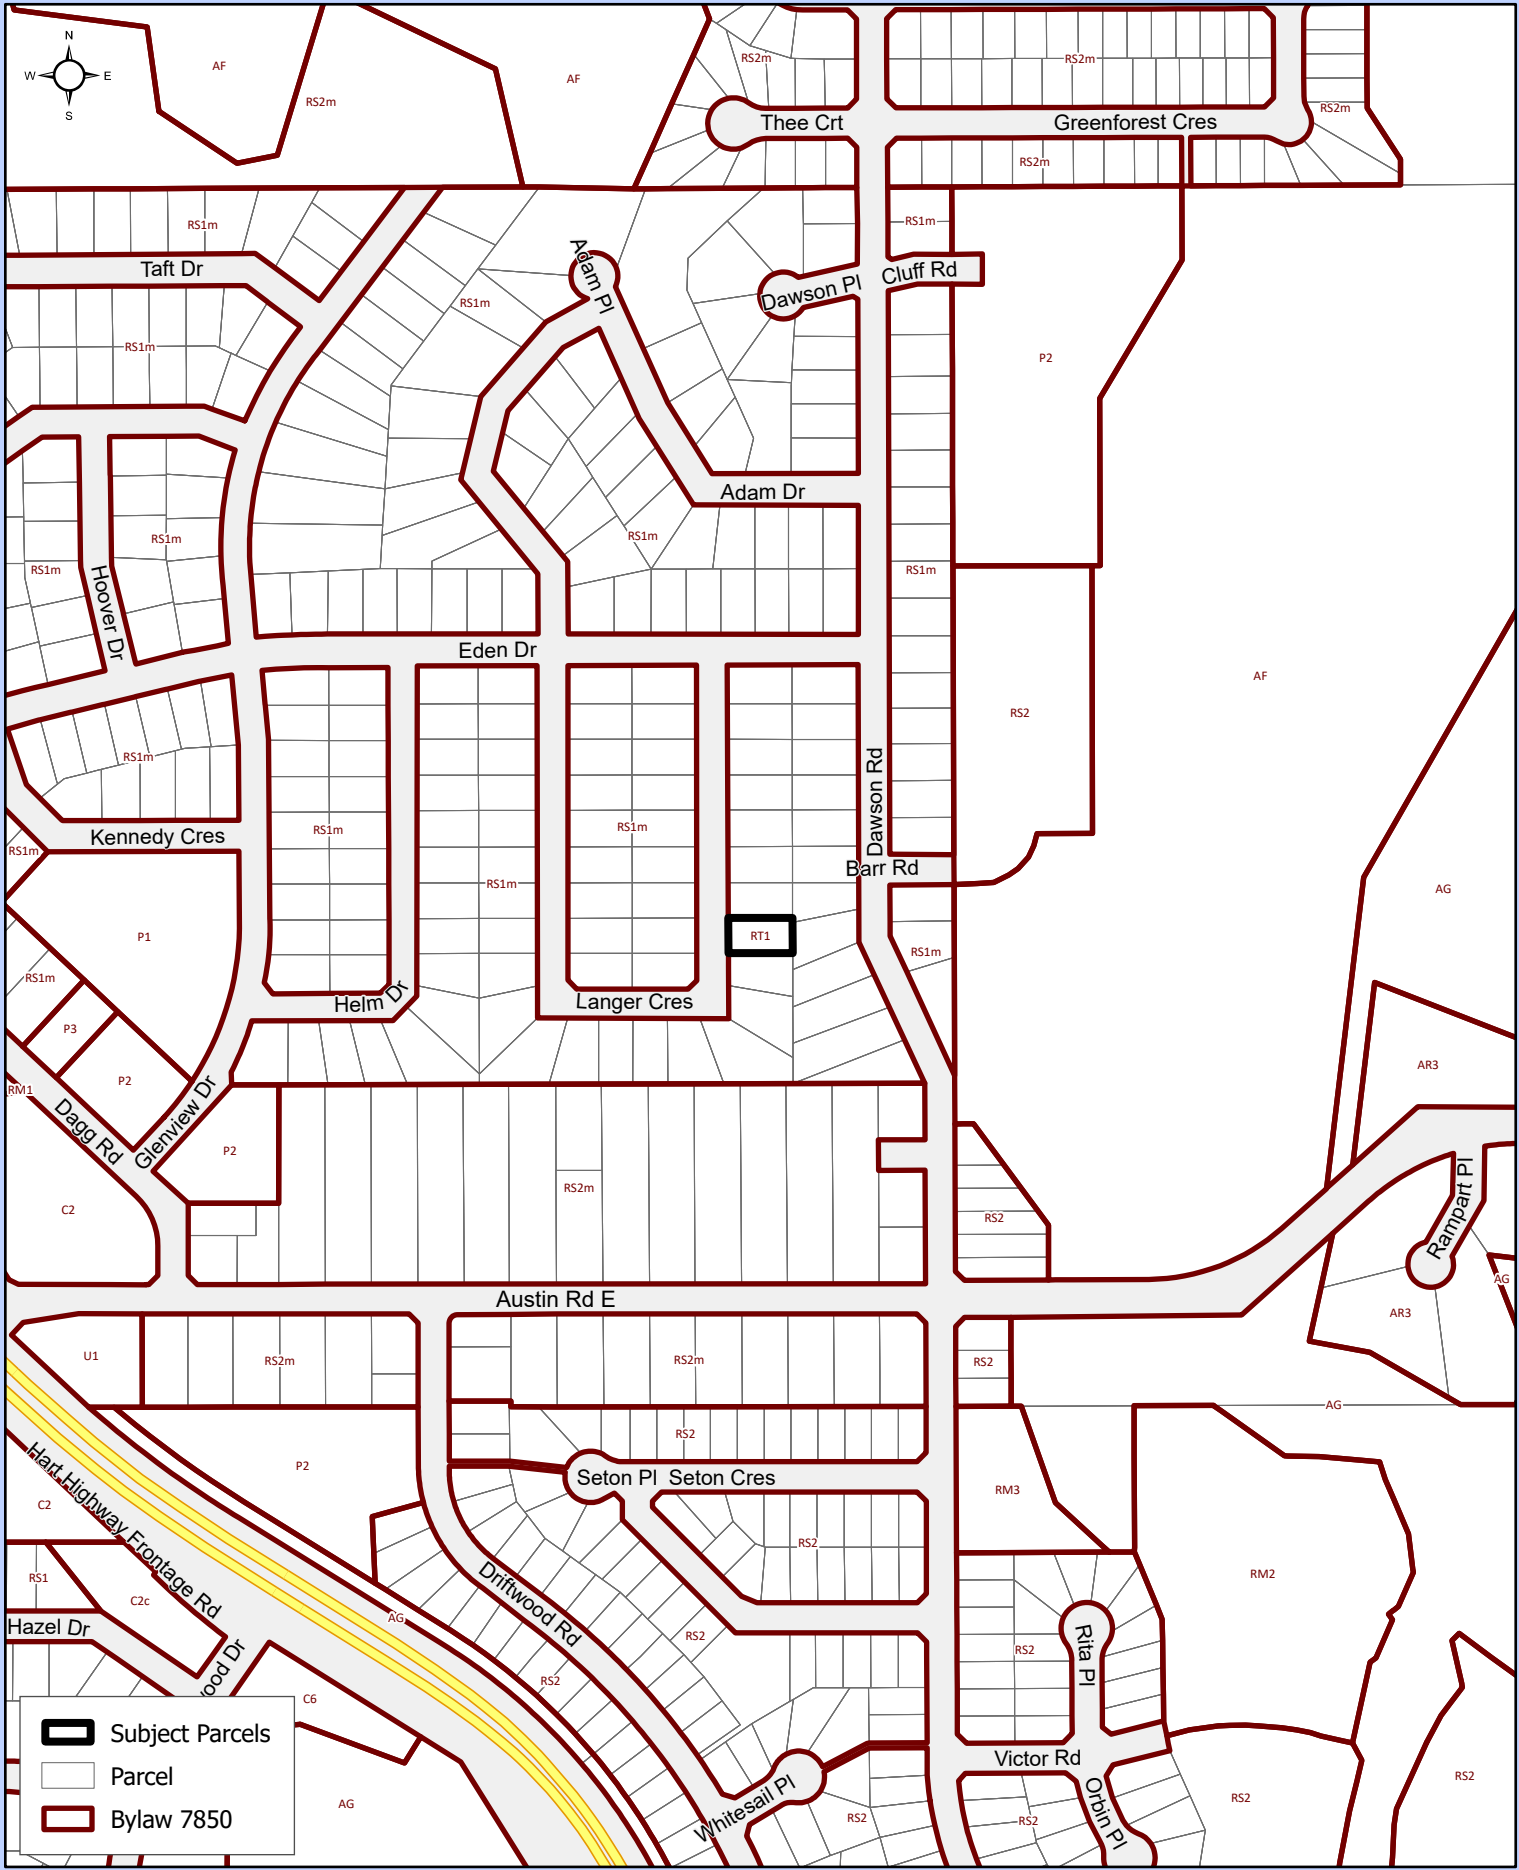 N
W
E
S
AF
RS2m
AF
RS2m
RS2m
RS2m
Thee Crt
Greenforest Cres
RS2m
RS1m
RS1m
Taft Dr
Adam Pl
Dawson Pl
Cluff Rd
RS1m
RS1m
P2
Adam Dr
RS1m
RS1m
RS1m
RS1m
Hoover Dr
Eden Dr
AF
RS2
RS1m
Dawson Rd
Kennedy Cres
RS1m
RS1m
RS1m
Barr Rd
RS1m
AG
P1
RT1
RS1m
RS1m
Helm Dr
Langer Cres
P3
P2
RM1
AR3
Dagg Rd
Glenview Dr
P2
RS2m
C2
RS2
Rampart Pl
AG
Austin Rd E
AR3
U1
RS2m
RS2m
RS2
AG
RS2
P2
Seton Pl
Seton Cres
RM3
C2
Hart Highway Frontage Rd
RS2
RM2
RS1
C2c
Driftwood Rd
AG
Hazel Dr
RS2
RS2
Rita Pl
RS2
ood Dr
C6
Subject Parcels
Parcel
Bylaw 7850
Victor Rd
Whitesail Pl
Orbin Pl
AG
RS2
RS2
RS2
RS2